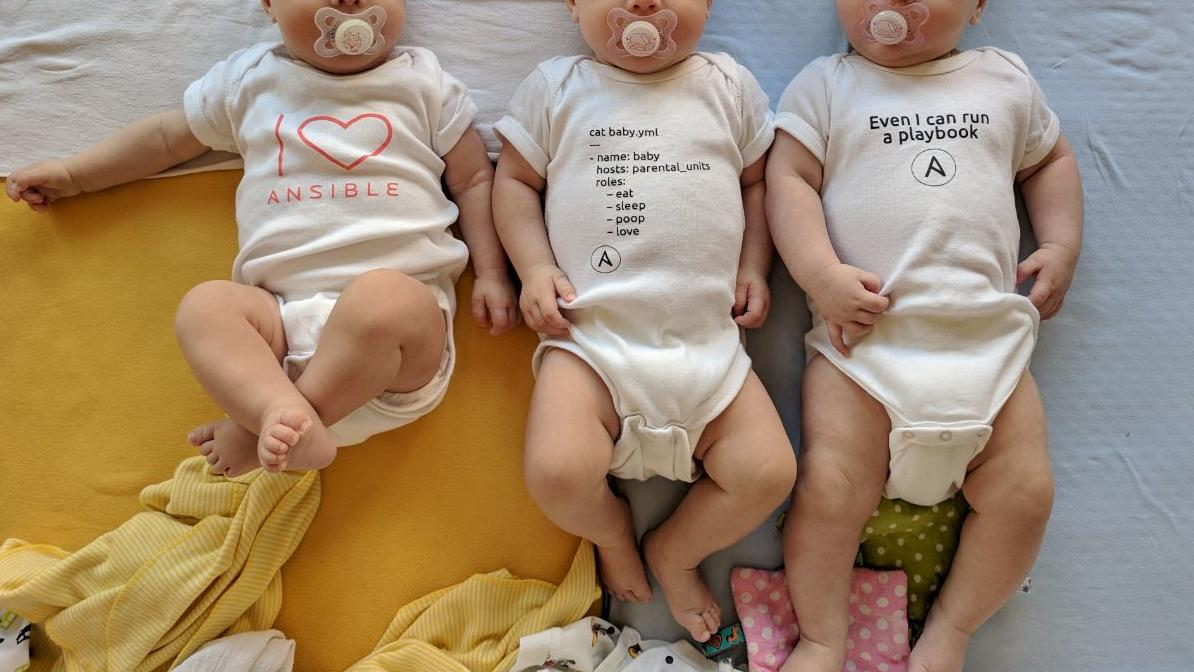 I
ANSIBLE
cat baby.yml
---
- name: baby
hosts: parental_units
roles:
– eat
– sleep
– poop
– love
A
Even I can run
a playbook
A